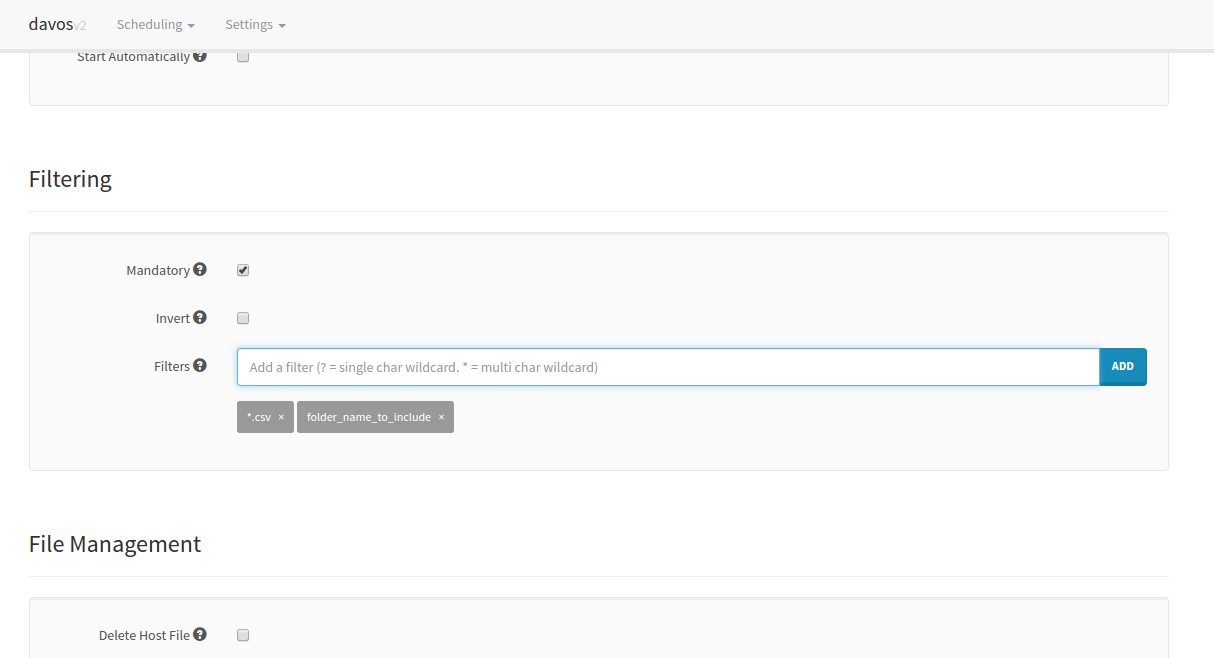 davosv2 Scheduling Settings
Start Automatically ?
Filtering
Mandatory ?
Invert ?
Filters ? Add a filter (? = single char wildcard. * = multi char wildcard) ADD
*.csv × folder_name_to_include ×
File Management
Delete Host File ?